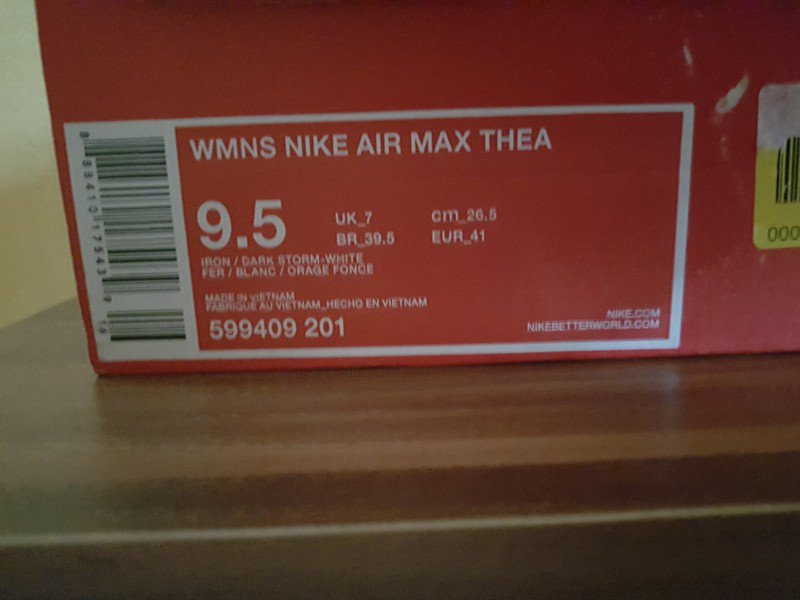 WMNS NIKE AIR MAX THEA
9.5
UK_7
cm_26.5
BR_39.5
EUR_41
IRON / DARK STORM-WHITE
FER / BLANC / ORAGE FONCE
MADE IN VIETNAM
FABRIQUE AU VIETNAM_HECHO EN VIETNAM
599409 201
NIKE.COM
NIKEBETTERWORLD.COM
000